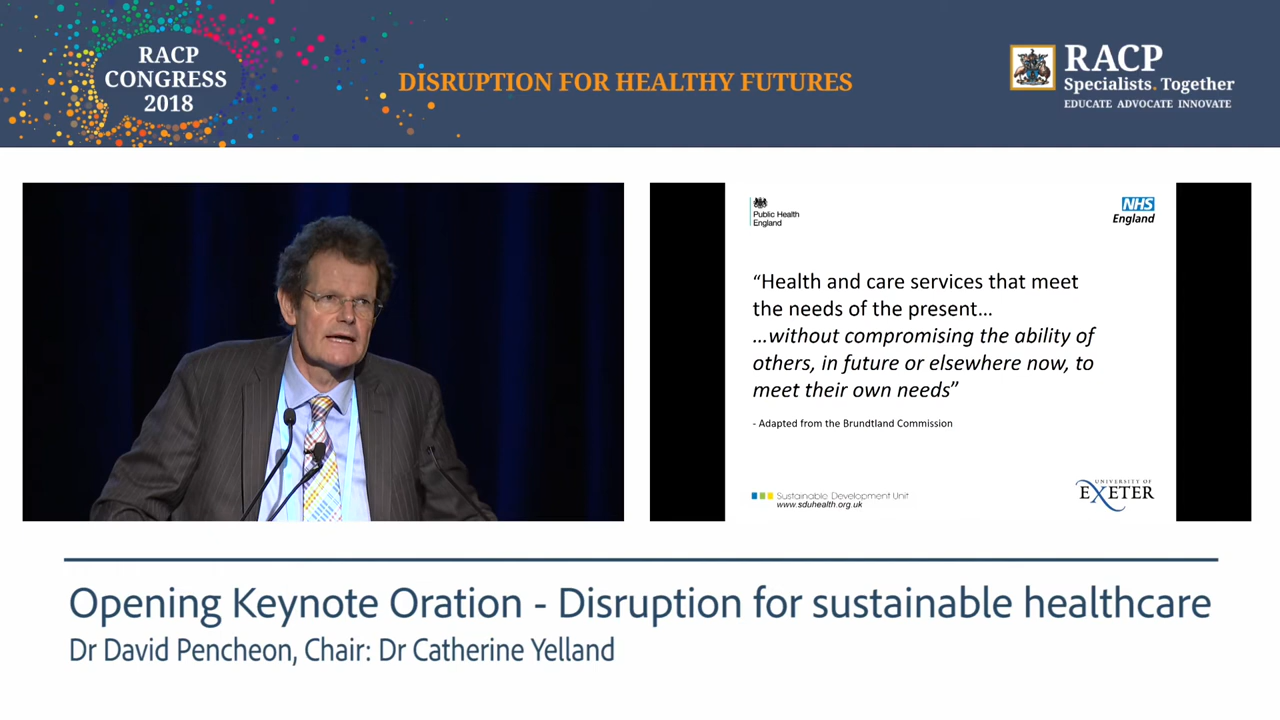 RACP
CONGRESS
2018
DISRUPTION FOR HEALTHY FUTURES
RACP
Specialists. Together
EDUCATE ADVOCATE INNOVATE
Public Health
England
NHS
England
“Health and care services that meet
the needs of the present…
…without compromising the ability of
others, in future or elsewhere now, to
meet their own needs”
- Adapted from the Brundtland Commission
Sustainable Development Unit
www.sduhealth.org.uk
UNIVERSITY OF
EXETER
Opening Keynote Oration - Disruption for sustainable healthcare
Dr David Pencheon, Chair: Dr Catherine Yelland